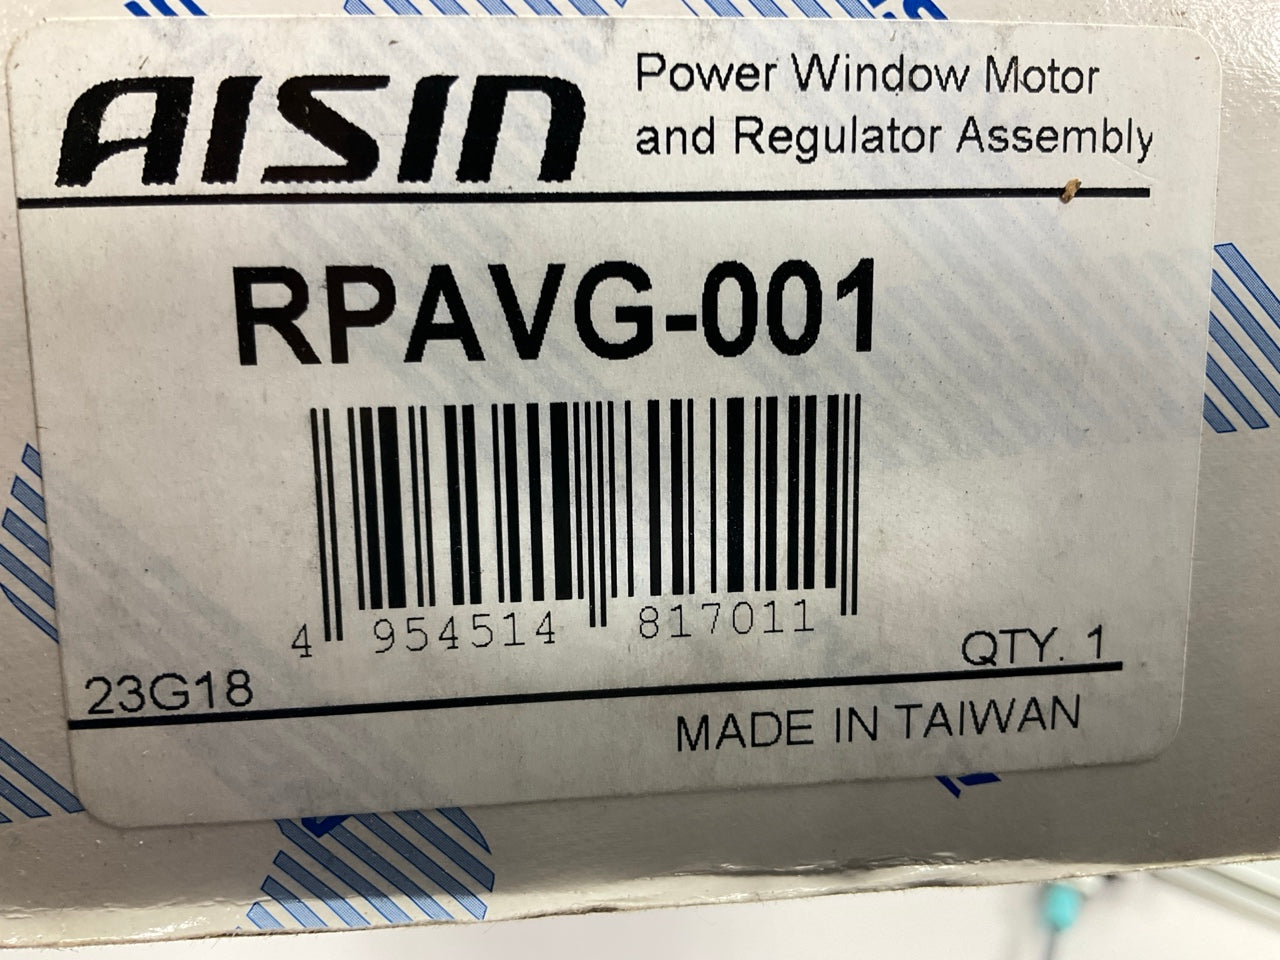 AISIN
Power Window Motor
and Regulator Assembly
RPAVG-001
4 954514 817011
23G18
QTY. 1
MADE IN TAIWAN